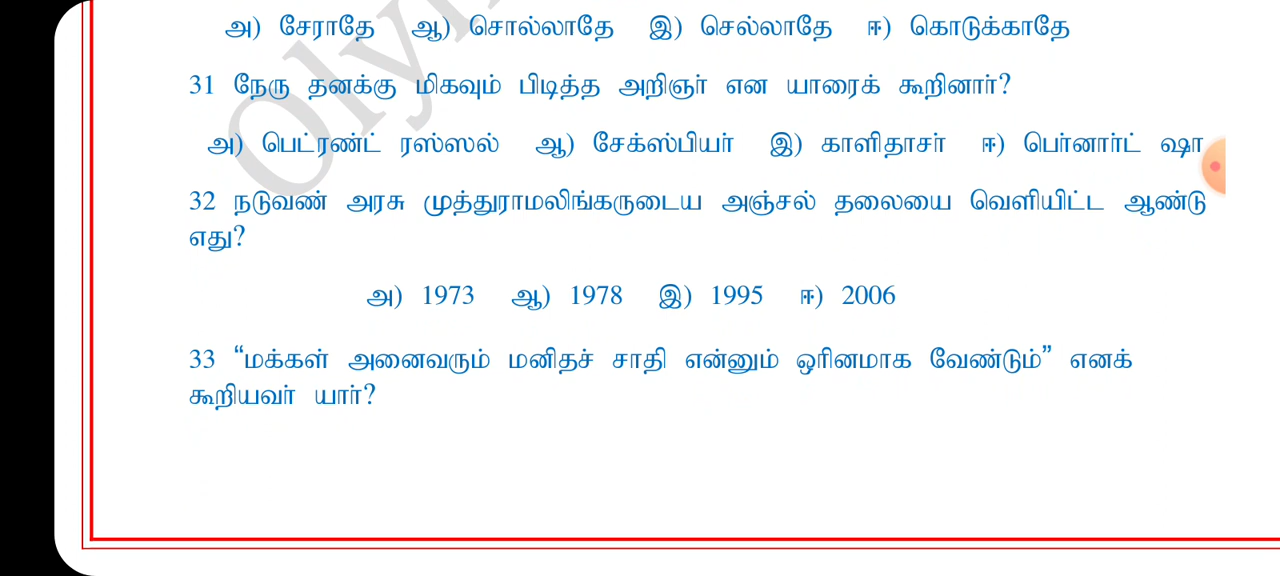 அ) சேராதே ஆ) சொல்லாதே இ) செல்லாதே ஈ) கொடுக்காதே
31 நேரு தனக்கு மிகவும் பிடித்த அறிஞர் என யாரைக் கூறினார்?
அ) பெட்ரண்ட் ரஸ்ஸல் ஆ) சேக்ஸ்பியர் இ) காளிதாசர் ஈ) பெர்னார்ட் ஷா
32 நடுவண் அரசு முத்துராமலிங்கருடைய அஞ்சல் தலையை வெளியிட்ட ஆண்டு
எது?
அ) 1973 ஆ) 1978 இ) 1995 ஈ) 2006
33 “மக்கள் அனைவரும் மனிதச் சாதி என்னும் ஓரினமாக வேண்டும்” எனக்
கூறியவர் யார்?